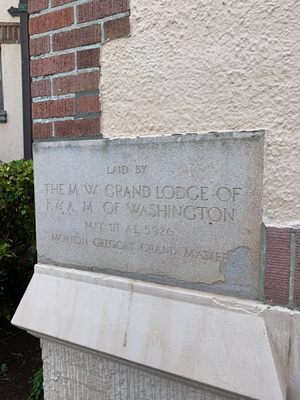 LAID BY
THE M. W. GRAND LODGE OF
F. & A. M. OF WASHINGTON
MAY 1ST A.L. 5926
MORTON GREGORY GRAND MASTER